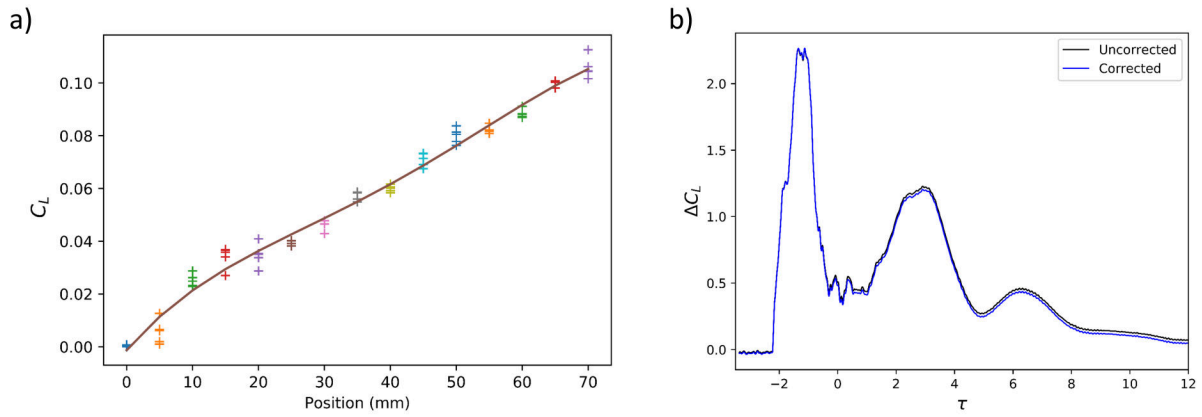 a)
0.10
0.08
0.06
0.04
0.02
0.00
C_L
0 10 20 30 40 50 60 70
Position (mm)
b)
Uncorrected
Corrected
2.0
1.5
1.0
0.5
0.0
ΔC_L
−2 0 2 4 6 8 10 12
τ